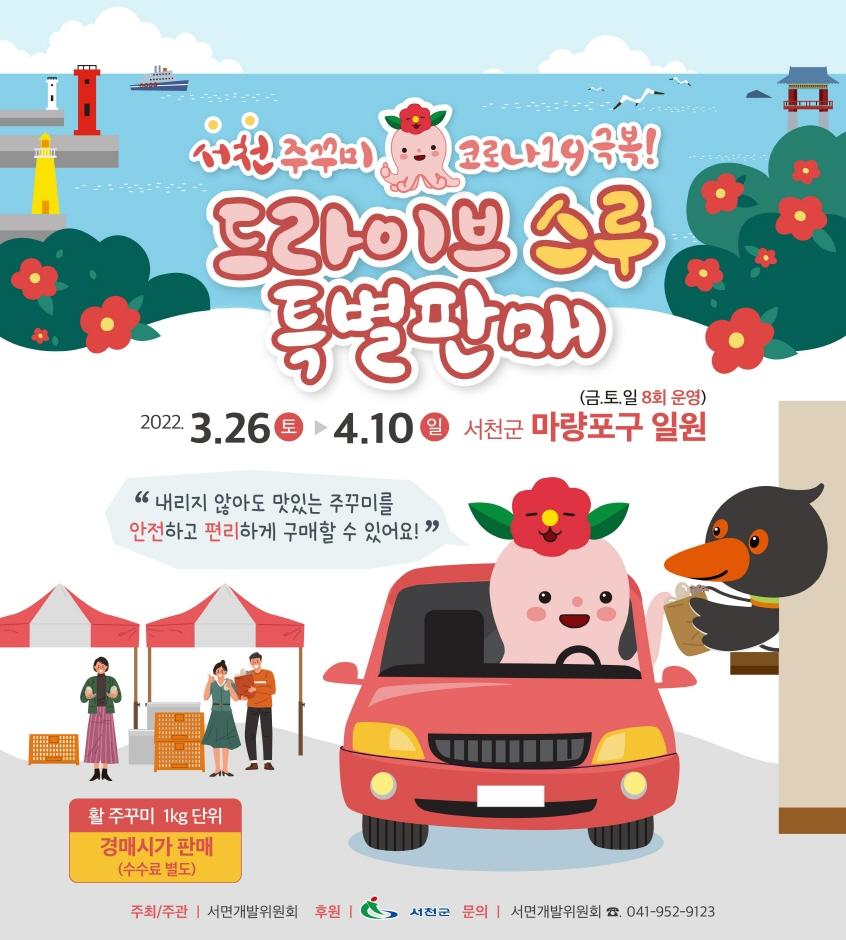 서천 주꾸미 코로나19 극복!
드라이브 스루
특별판매
(금.토.일 8회 운영)
2022. 3.26 토 ▶ 4.10 일 서천군 마량포구 일원
“ 내리지 않아도 맛있는 주꾸미를
안전하고 편리하게 구매할 수 있어요! ”
활 주꾸미 1kg 단위
경매시가 판매
(수수료 별도)
주최/주관 | 서면개발위원회 후원 | 서천군 문의 | 서면개발위원회 ☎. 041-952-9123